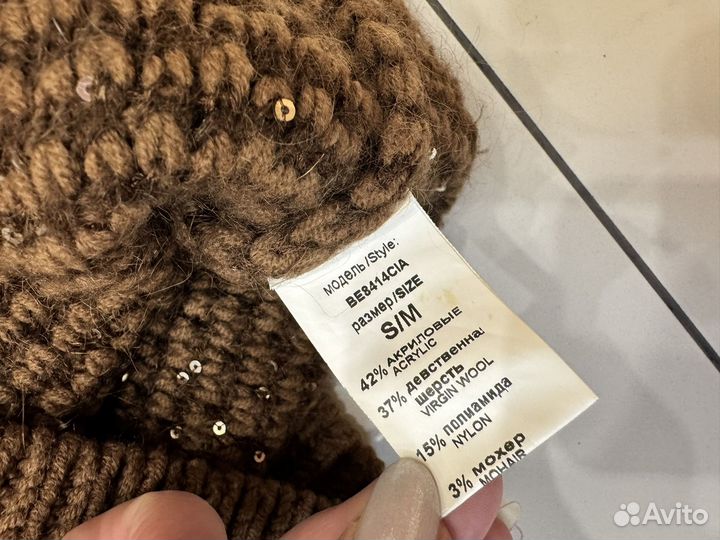 модель/Style:
BE8414CIA
размер/SIZE
S/M
42% АКРИЛОВЫЕ
ACRYLIC
37% девственна:
шерсть
VIRGIN WOOL
15% полиамида
NYLON
3% мохер
MOHAIR
Avito